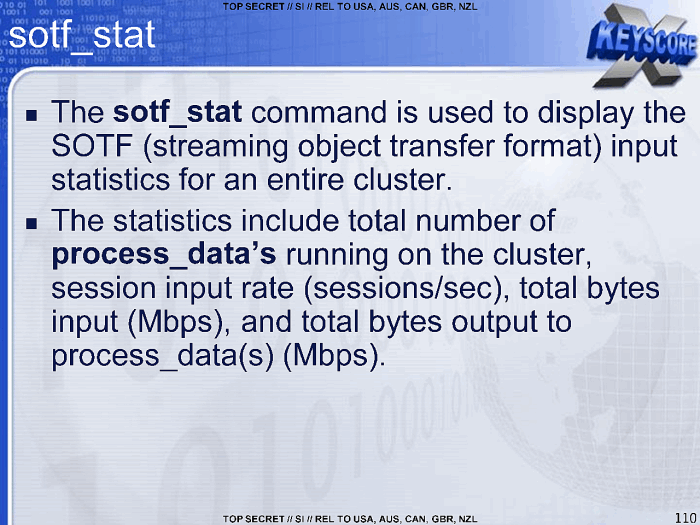 TOP SECRET // SI // REL TO USA, AUS, CAN, GBR, NZL
sotf_stat
XKEYSCORE
■ The sotf_stat command is used to display the
SOTF (streaming object transfer format) input
statistics for an entire cluster.
■ The statistics include total number of
process_data’s running on the cluster,
session input rate (sessions/sec), total bytes
input (Mbps), and total bytes output to
process_data(s) (Mbps).
TOP SECRET // SI // REL TO USA, AUS, CAN, GBR, NZL
110